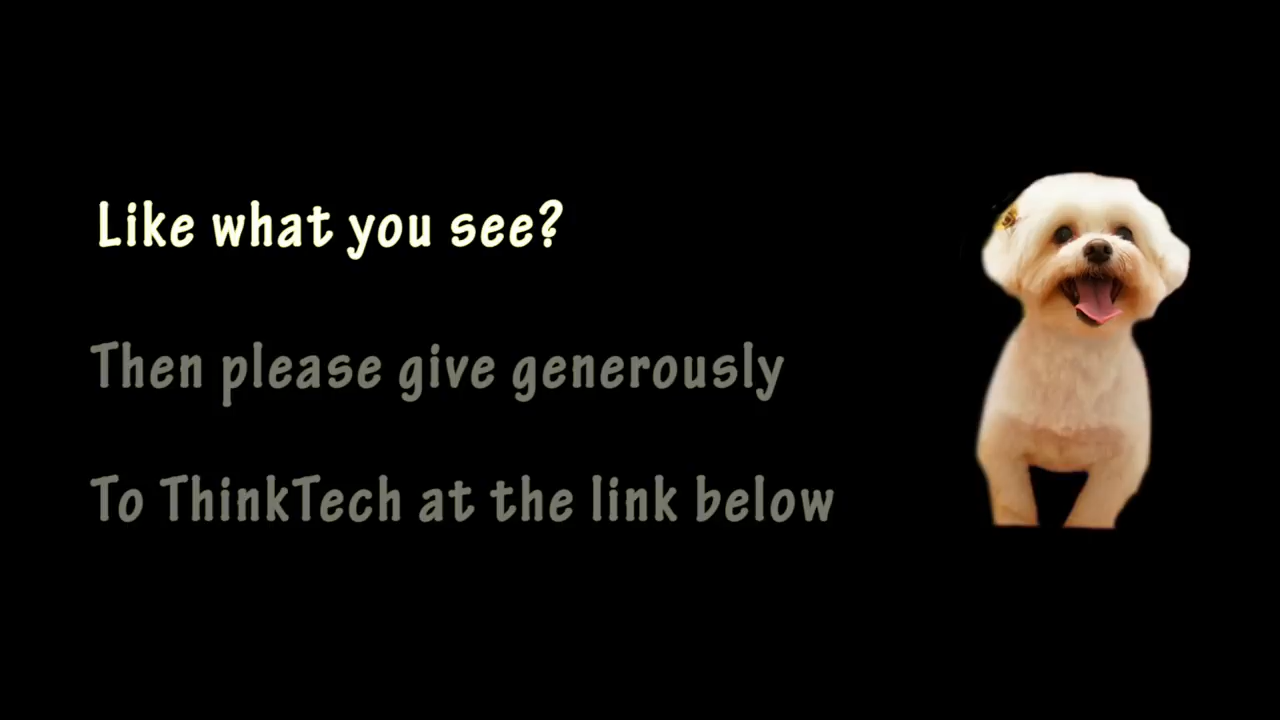 Like what you see?
Then please give generously
To ThinkTech at the link below